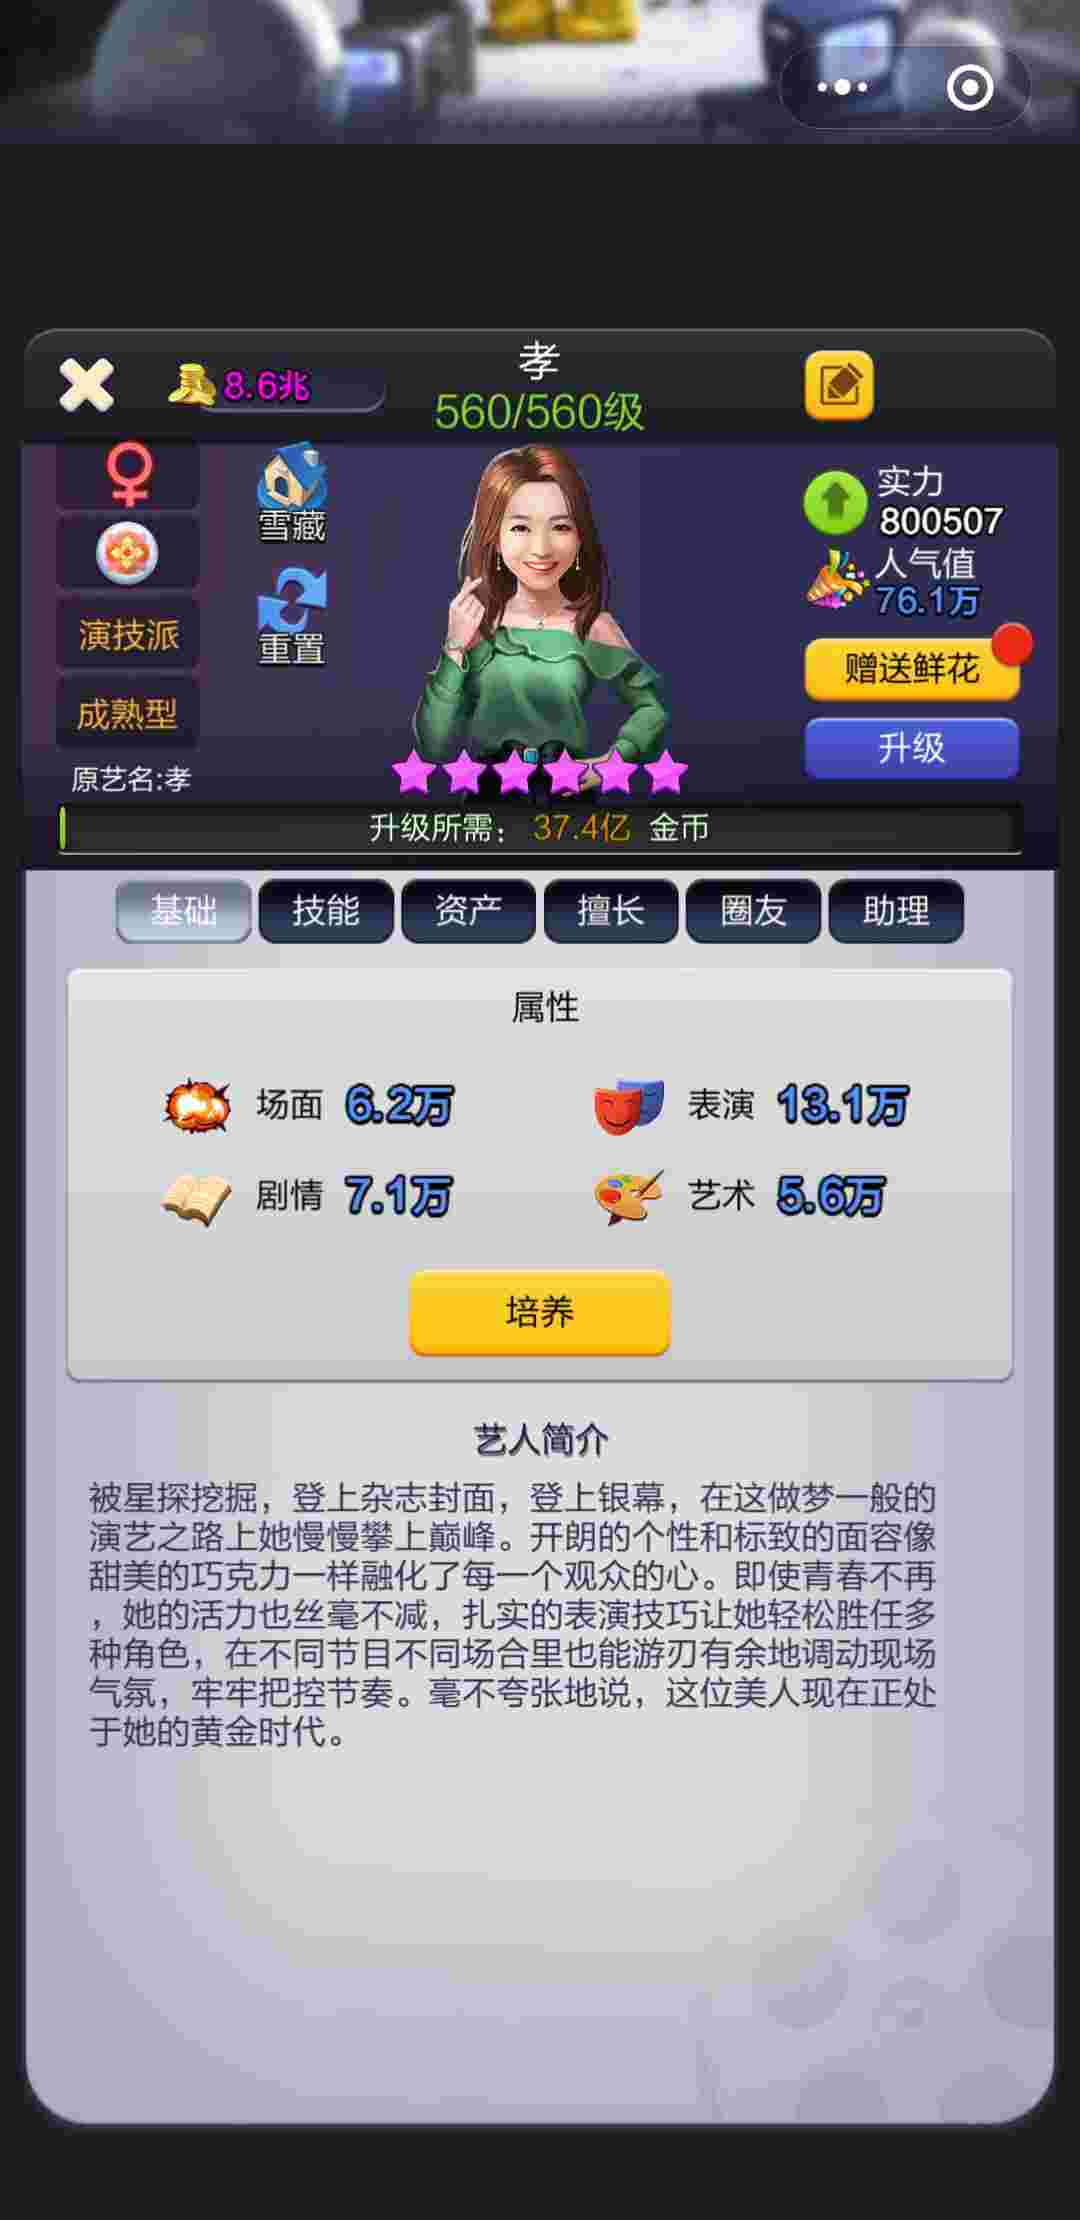 8.6兆
孝
560/560级
雪藏
重置
演技派
成熟型
原艺名:孝
实力
800507
人气值
76.1万
赠送鲜花
升级
升级所需： 37.4亿 金币
基础 技能 资产 擅长 圈友 助理
属性
场面 6.2万 表演 13.1万
剧情 7.1万 艺术 5.6万
培养
艺人简介
被星探挖掘，登上杂志封面，登上银幕，在这做梦一般的
演艺之路上她慢慢攀上巅峰。开朗的个性和标致的面容像
甜美的巧克力一样融化了每一个观众的心。即使青春不再
，她的活力也丝毫不减，扎实的表演技巧让她轻松胜任多
种角色，在不同节目不同场合里也能游刃有余地调动现场
气氛，牢牢把控节奏。毫不夸张地说，这位美人现在正处
于她的黄金时代。